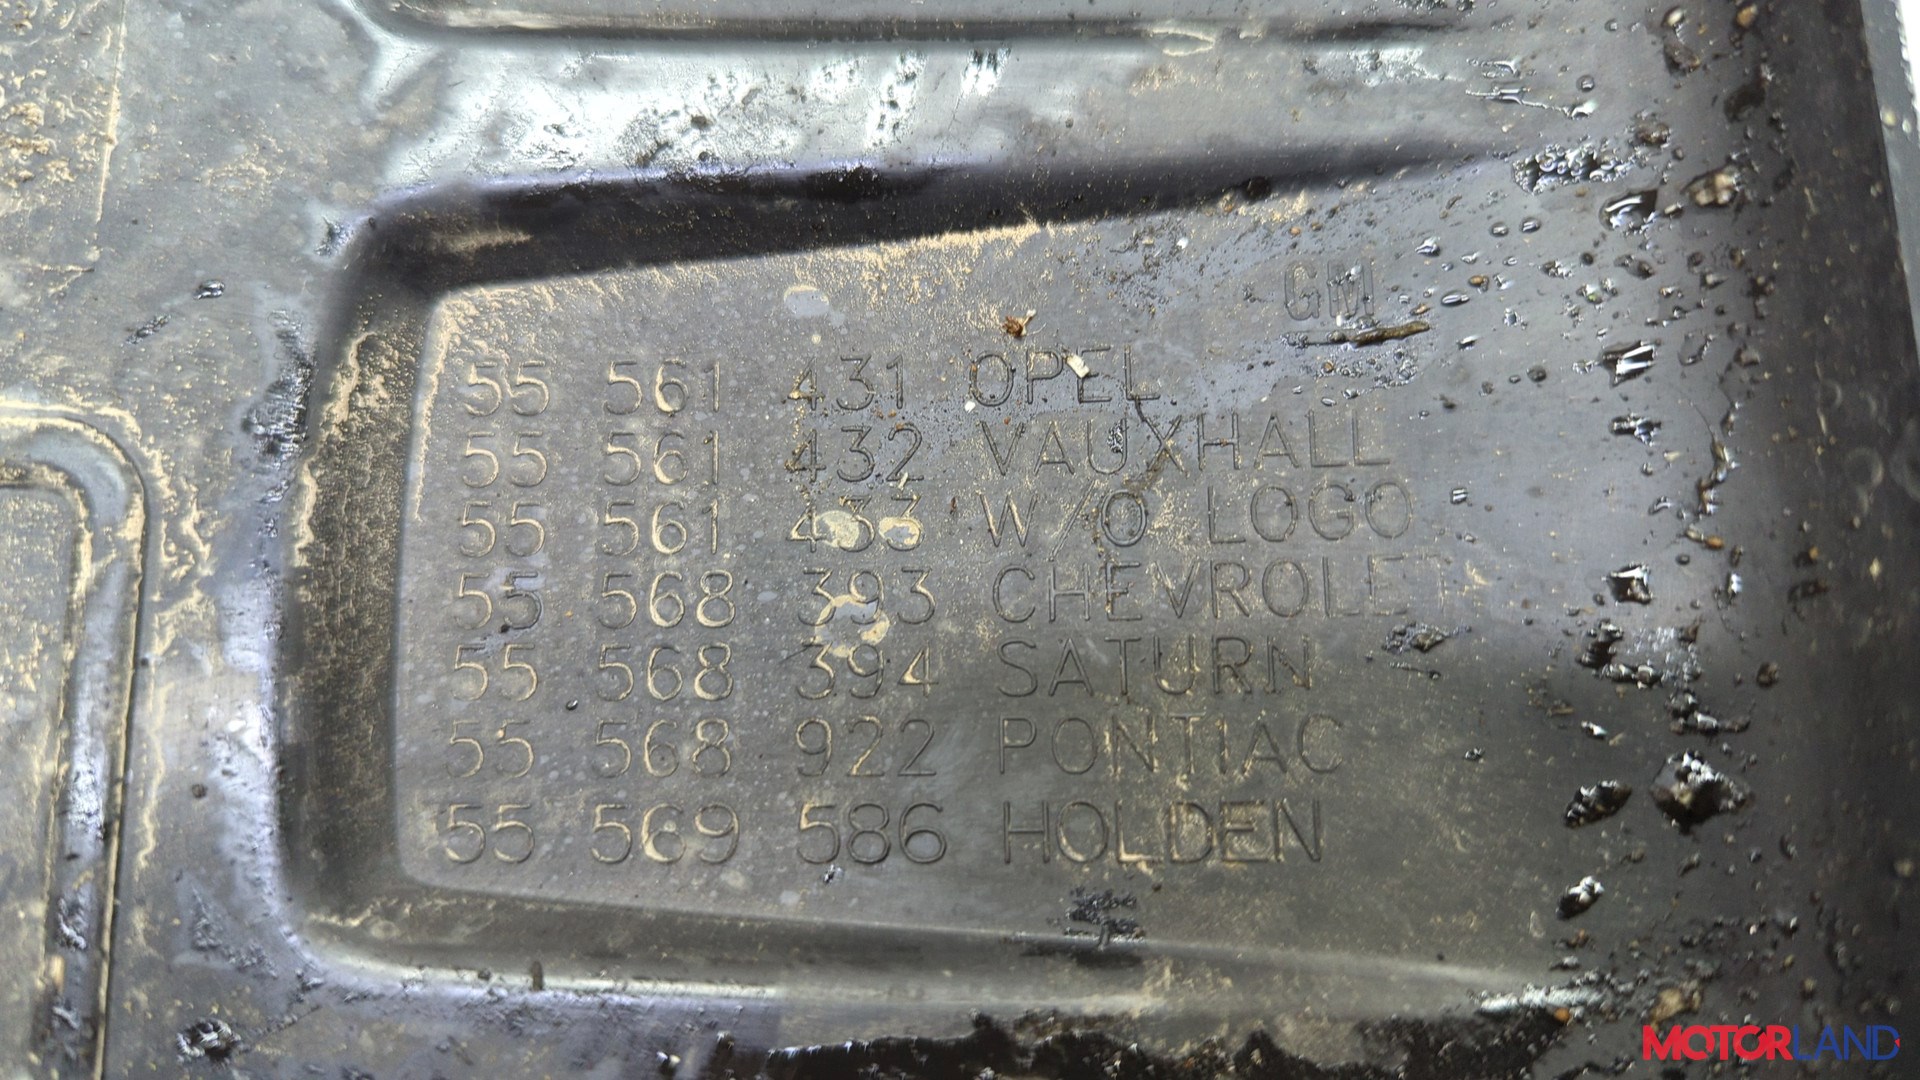 GM
55 561 431 OPEL
55 561 432 VAUXHALL
55 561 433 W/O LOGO
55 568 393 CHEVROLET
55 568 394 SATURN
55 568 922 PONTIAC
55 569 586 HOLDEN
MOTORLAND